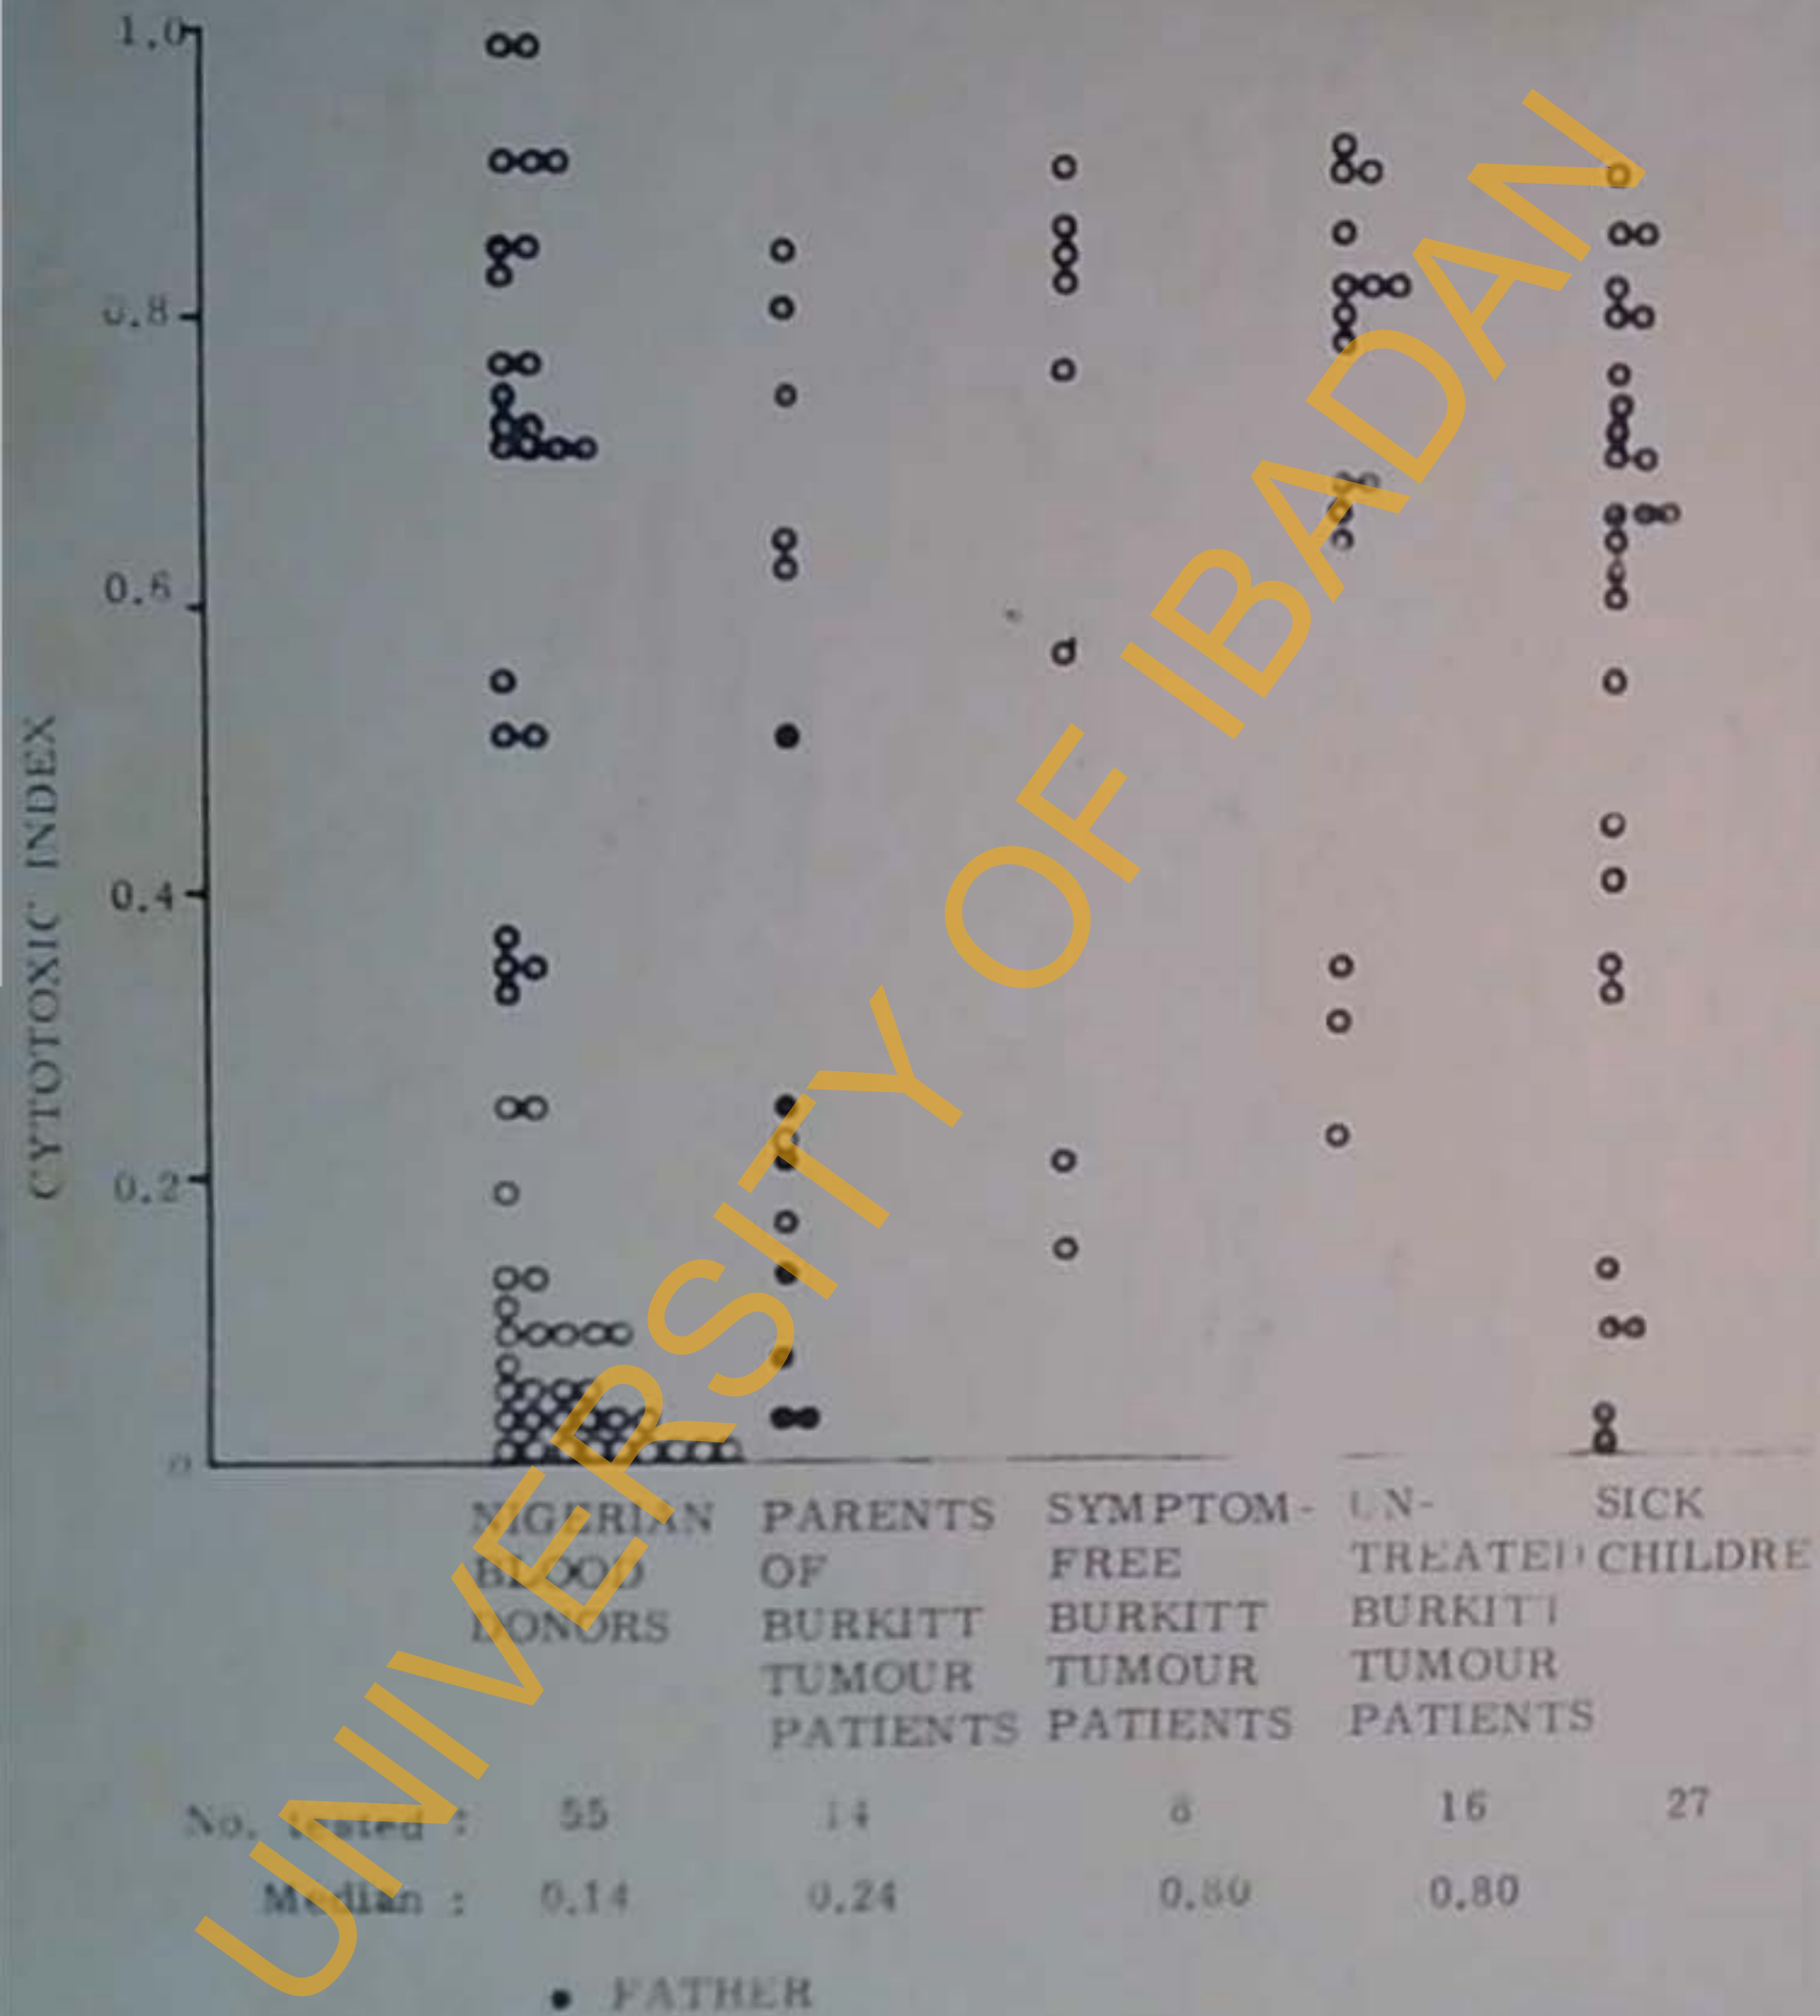 1.0
0.8
0.6
0.4
0.2
0
CYTOTOXIC INDEX
NIGERIAN BLOOD DONORS
PARENTS OF BURKITT TUMOUR PATIENTS
SYMPTOM-FREE BURKITT TUMOUR PATIENTS
UN-TREATED BURKITT TUMOUR PATIENTS
SICK CHILDRE
No. tested : 55 14 8 16 27
Median : 0.14 0.24 0.80 0.80
• FATHER
UNIVERSITY OF IBADAN